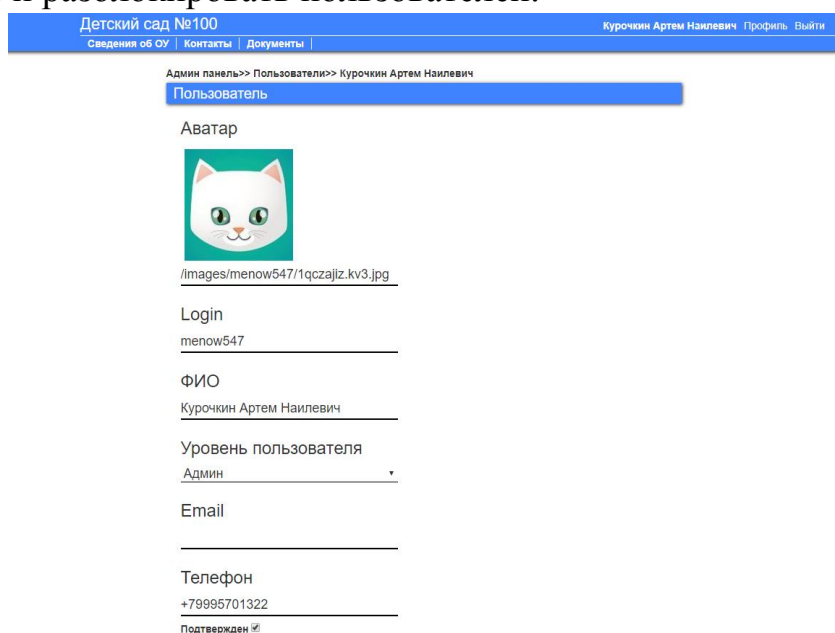 и разблокировать пользователей.
Детский сад №100 Курочкин Артем Наилевич Профиль Выйти
Сведения об ОУ | Контакты | Документы |
Админ панель>> Пользователи>> Курочкин Артем Наилевич
Пользователь
Аватар
/images/menow547/1qczajiz.kv3.jpg
Login
menow547
ФИО
Курочкин Артем Наилевич
Уровень пользователя
Админ
Email
Телефон
+79995701322
Подтвержден